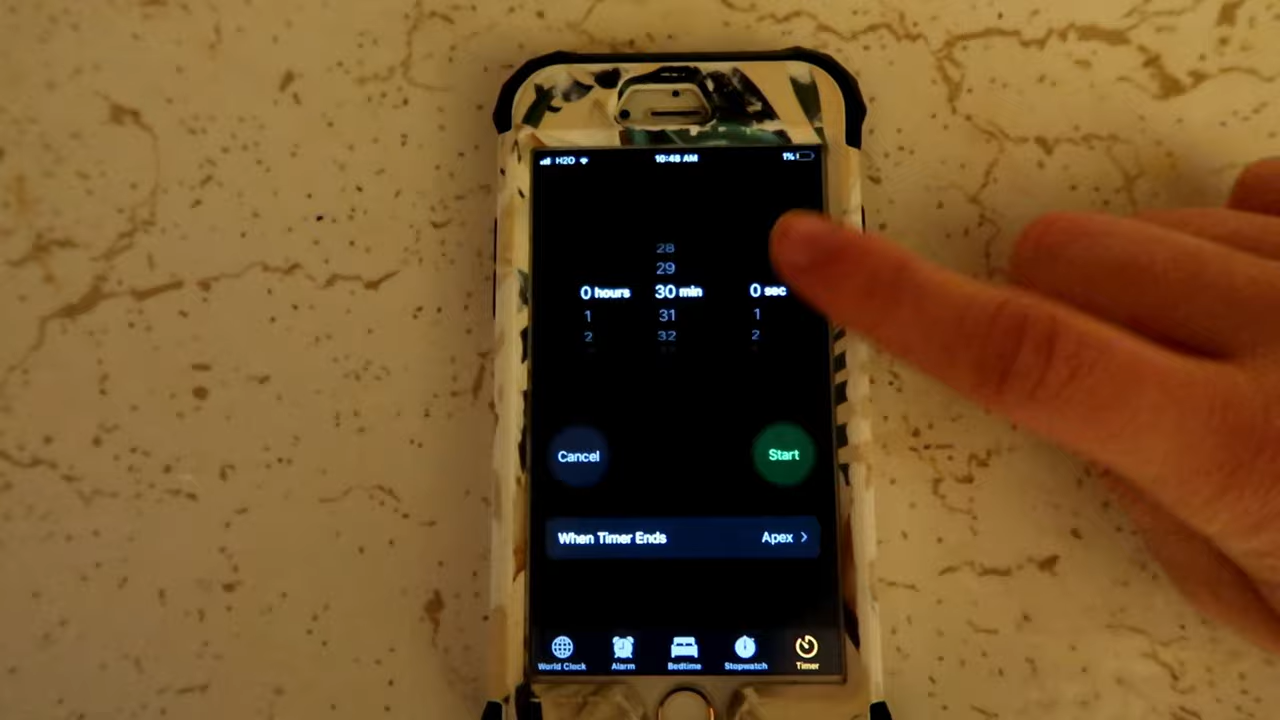 H2O 10:48 AM 1%
28
29
0 hours 30 min 0 sec
1 31 1
2 32 2
Cancel Start
When Timer Ends Apex
World Clock Alarm Bedtime Stopwatch Timer